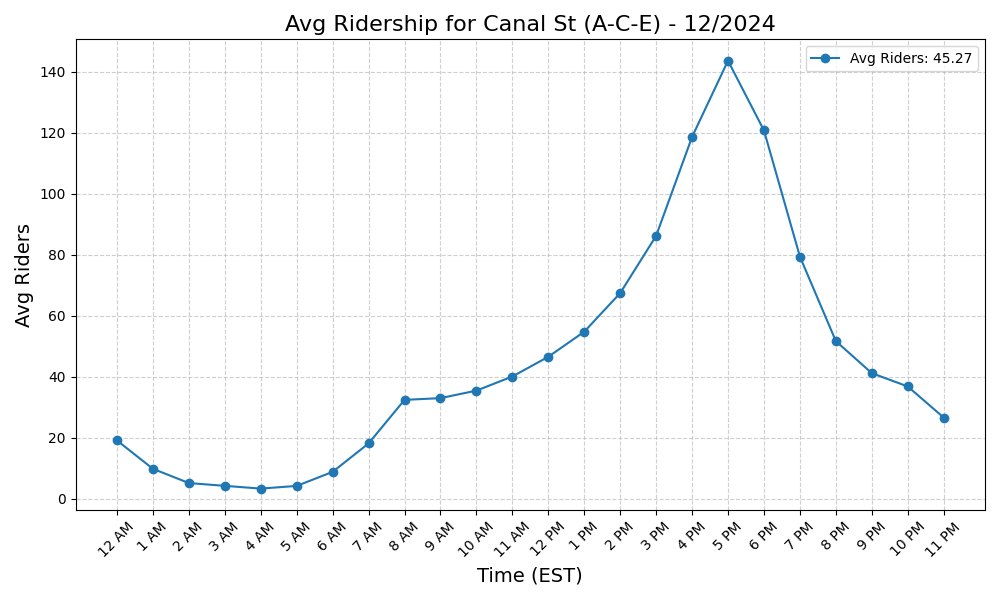 Avg Ridership for Canal St (A-C-E) - 12/2024
Avg Riders: 45.27
Avg Riders
140
120
100
80
60
40
20
0
12 AM
1 AM
2 AM
3 AM
4 AM
5 AM
6 AM
7 AM
8 AM
9 AM
10 AM
11 AM
12 PM
1 PM
2 PM
3 PM
4 PM
5 PM
6 PM
7 PM
8 PM
9 PM
10 PM
11 PM
Time (EST)